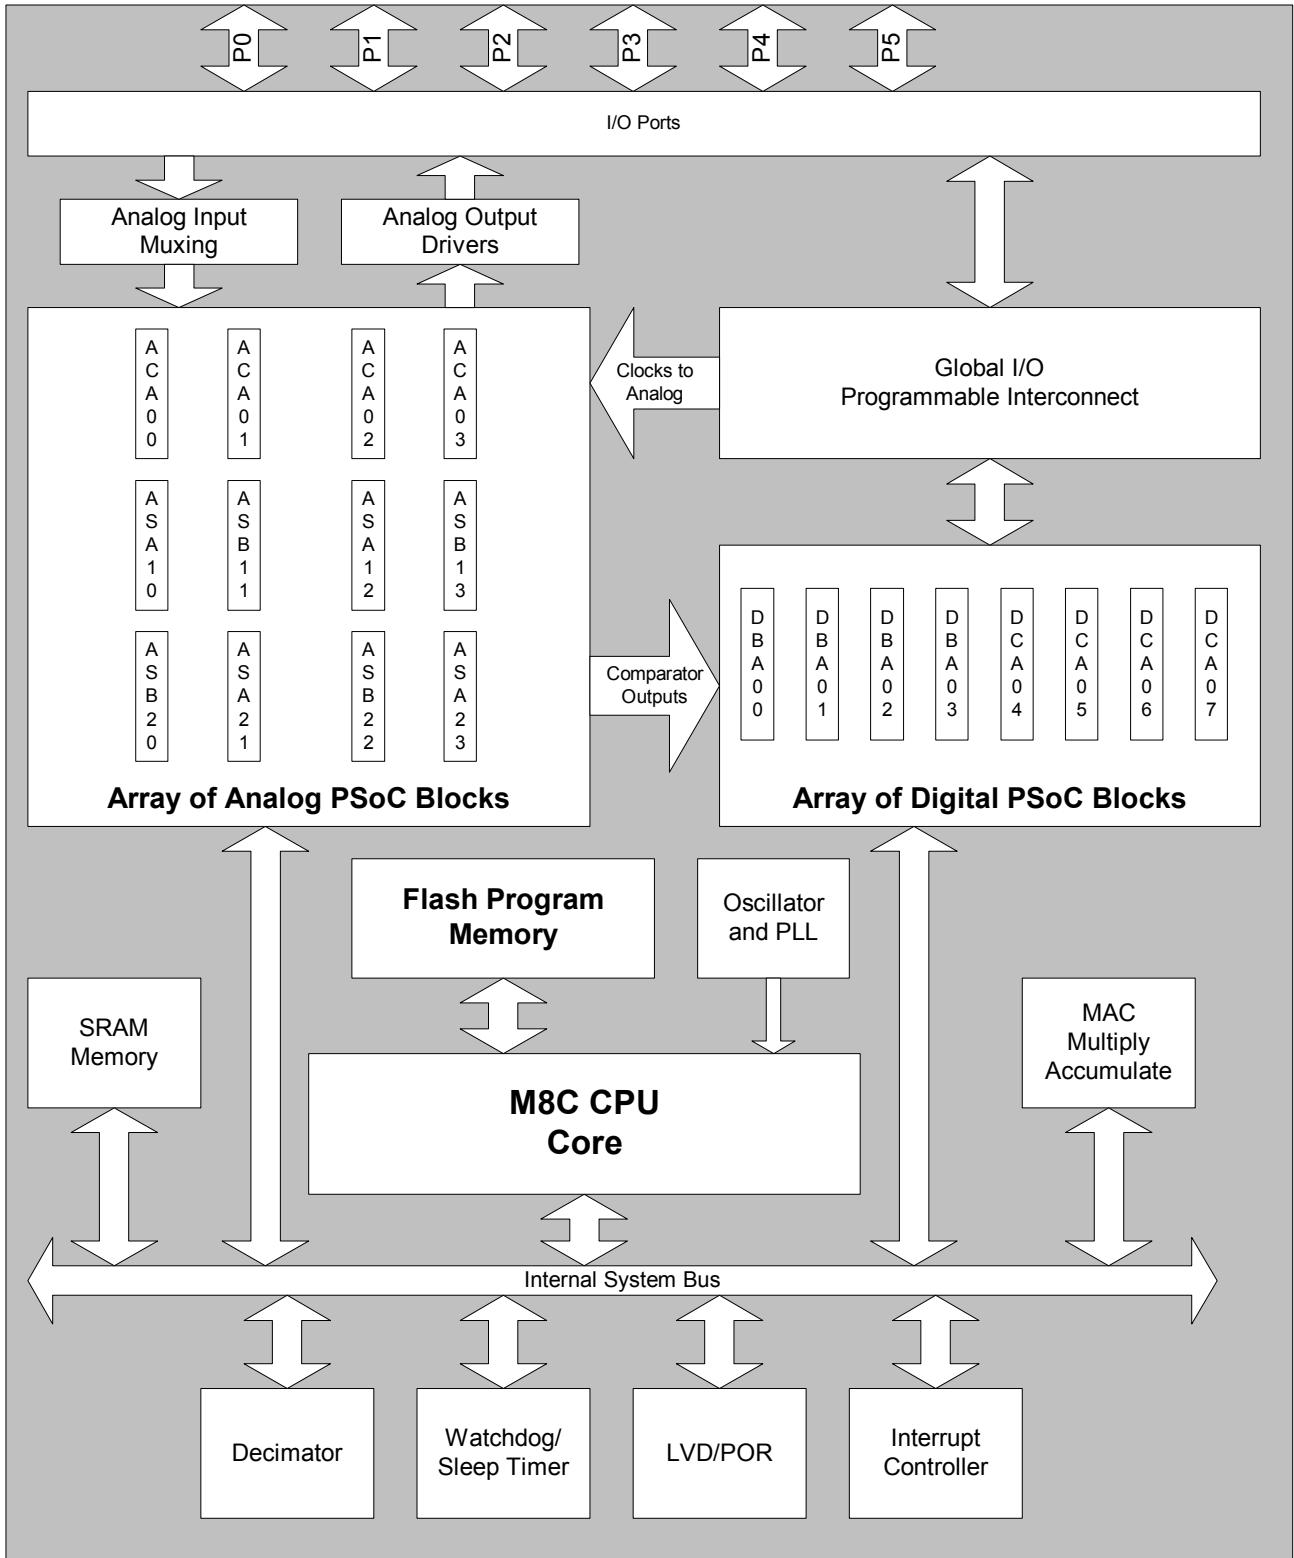 P0 P1 P2 P3 P4 P5
I/O Ports
Analog Input
Muxing
Analog Output
Drivers
ACA00 ACA01 ACA02 ACA03
Clocks to
Analog
Global I/O
Programmable Interconnect
ASA10 ASB11 ASA12 ASB13
ASB20 ASA21 ASB22 ASA23
Comparator
Outputs
DBA00 DBA01 DBA02 DBA03 DCA04 DCA05 DCA06 DCA07
Array of Analog PSoC Blocks
Array of Digital PSoC Blocks
Flash Program
Memory
Oscillator
and PLL
SRAM
Memory
MAC
Multiply
Accumulate
M8C CPU
Core
Internal System Bus
Decimator
Watchdog/
Sleep Timer
LVD/POR
Interrupt
Controller